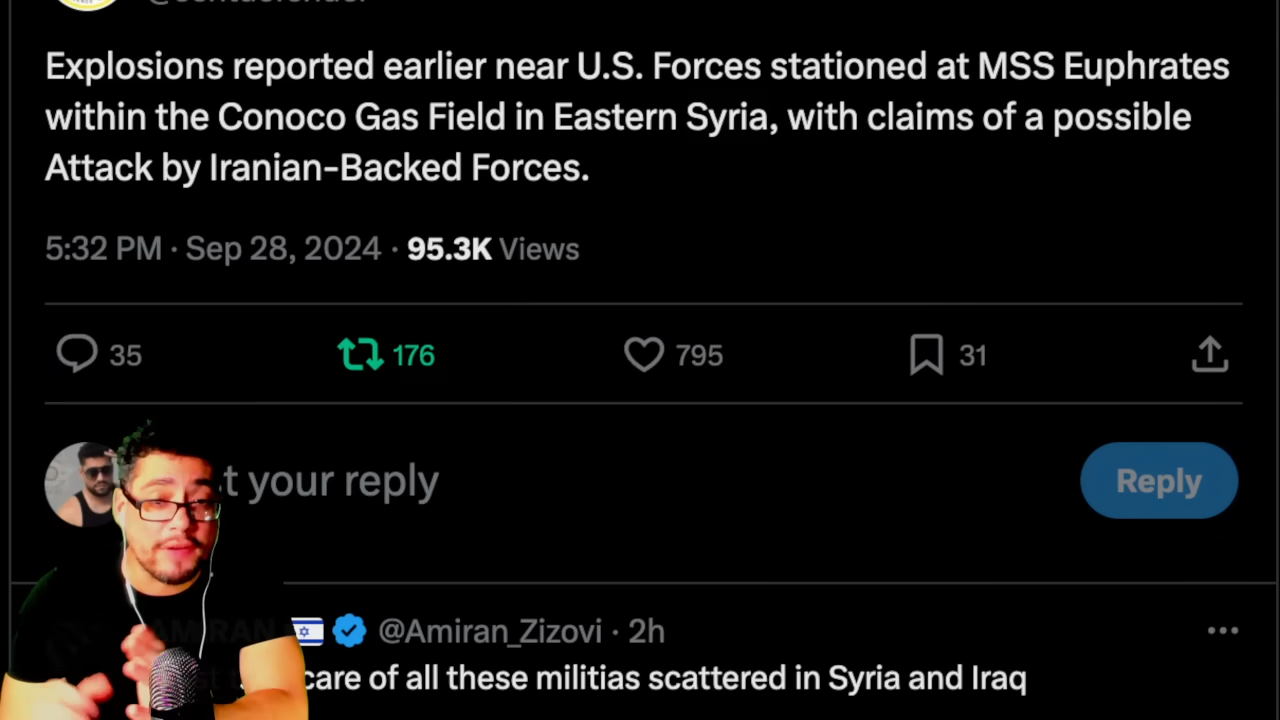 Explosions reported earlier near U.S. Forces stationed at MSS Euphrates
within the Conoco Gas Field in Eastern Syria, with claims of a possible
Attack by Iranian-Backed Forces.
5:32 PM · Sep 28, 2024 · 95.3K Views
35 176 795 31
your reply
Reply
AMIRAN @Amiran_Zizovi · 2h
care of all these militias scattered in Syria and Iraq